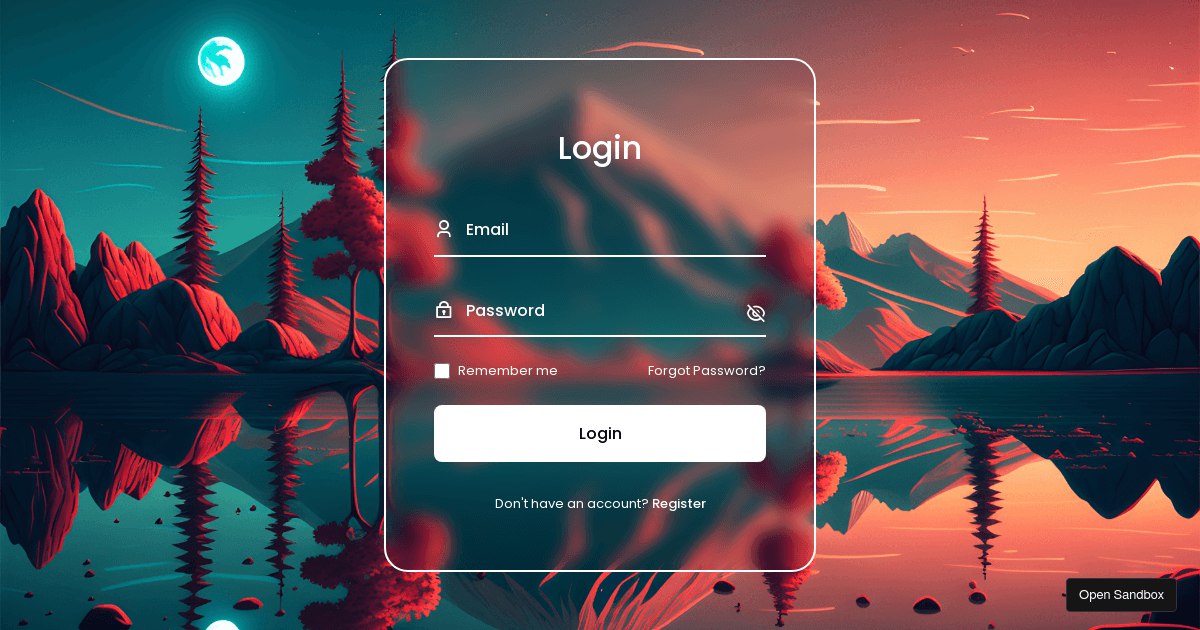 Login
Email
Password
Remember me Forgot Password?
Login
Don't have an account? Register
Open Sandbox